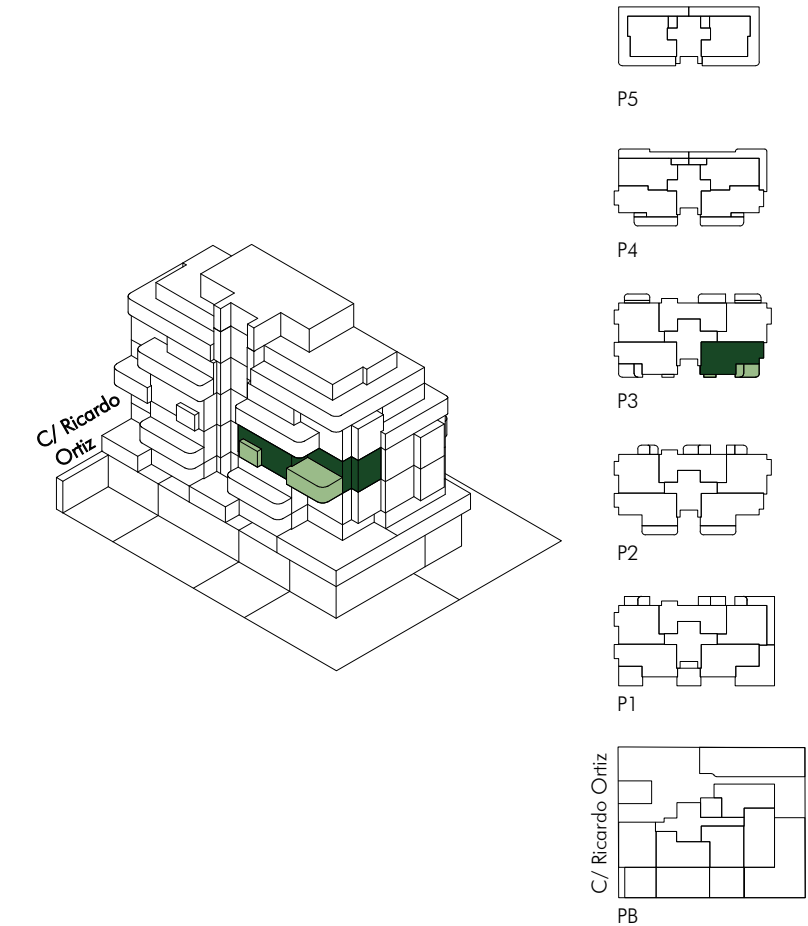 P5
P4
C/ Ricardo
Ortiz
P3
P2
P1
C/ Ricardo Ortiz
PB